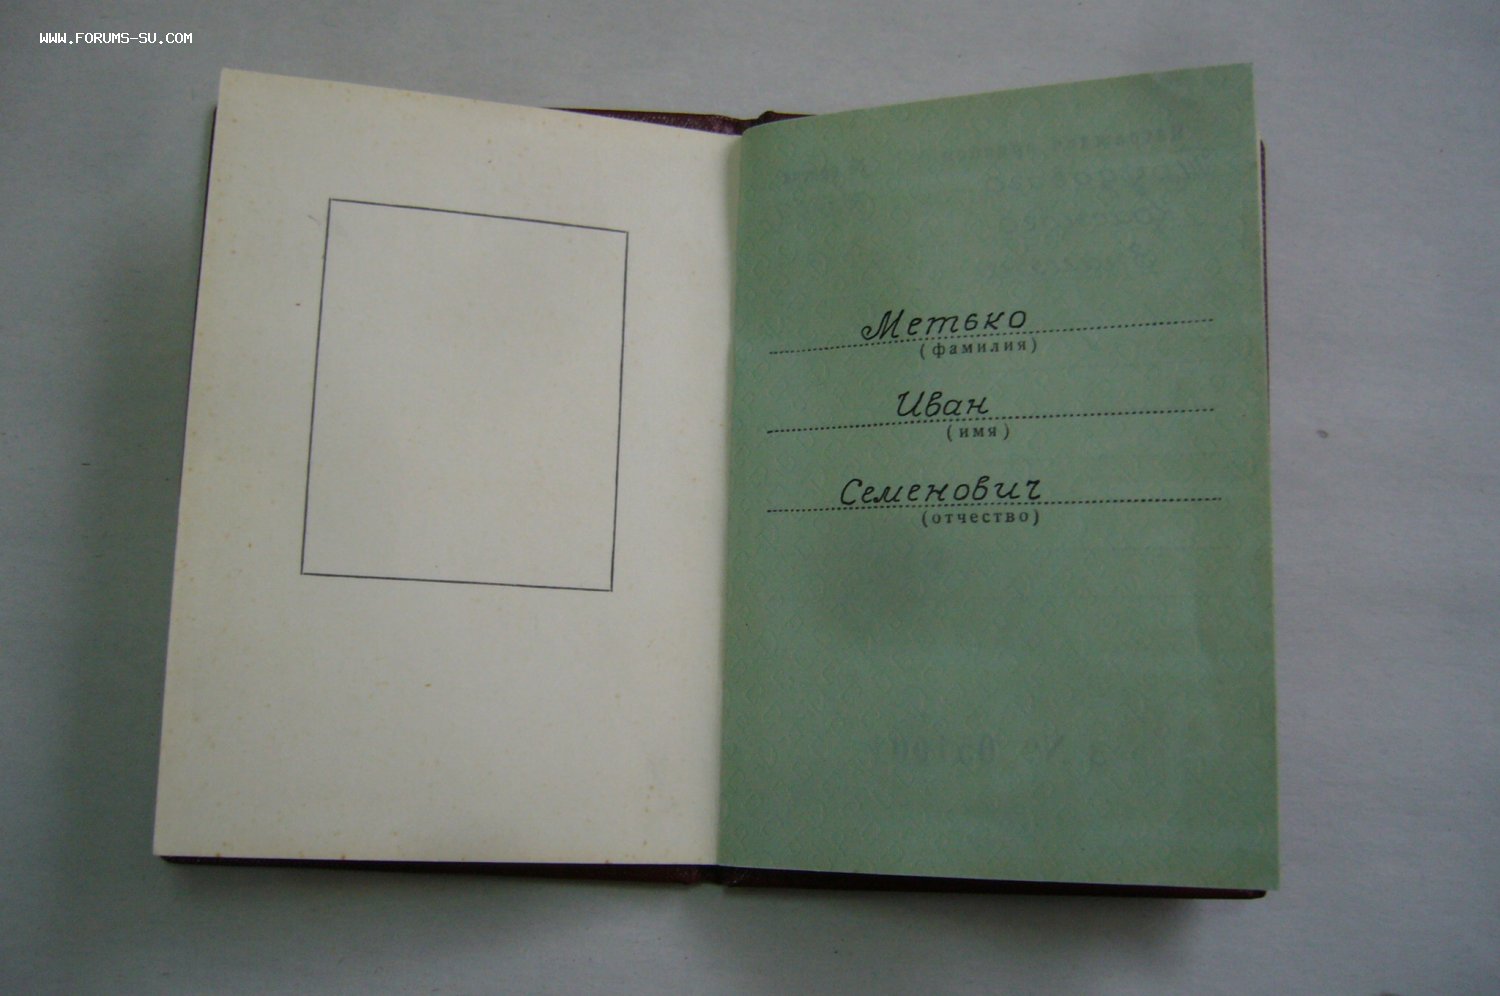 WWW.FORUMS-SU.COM
Метько
(фамилия)
Иван
(имя)
Семенович
(отчество)